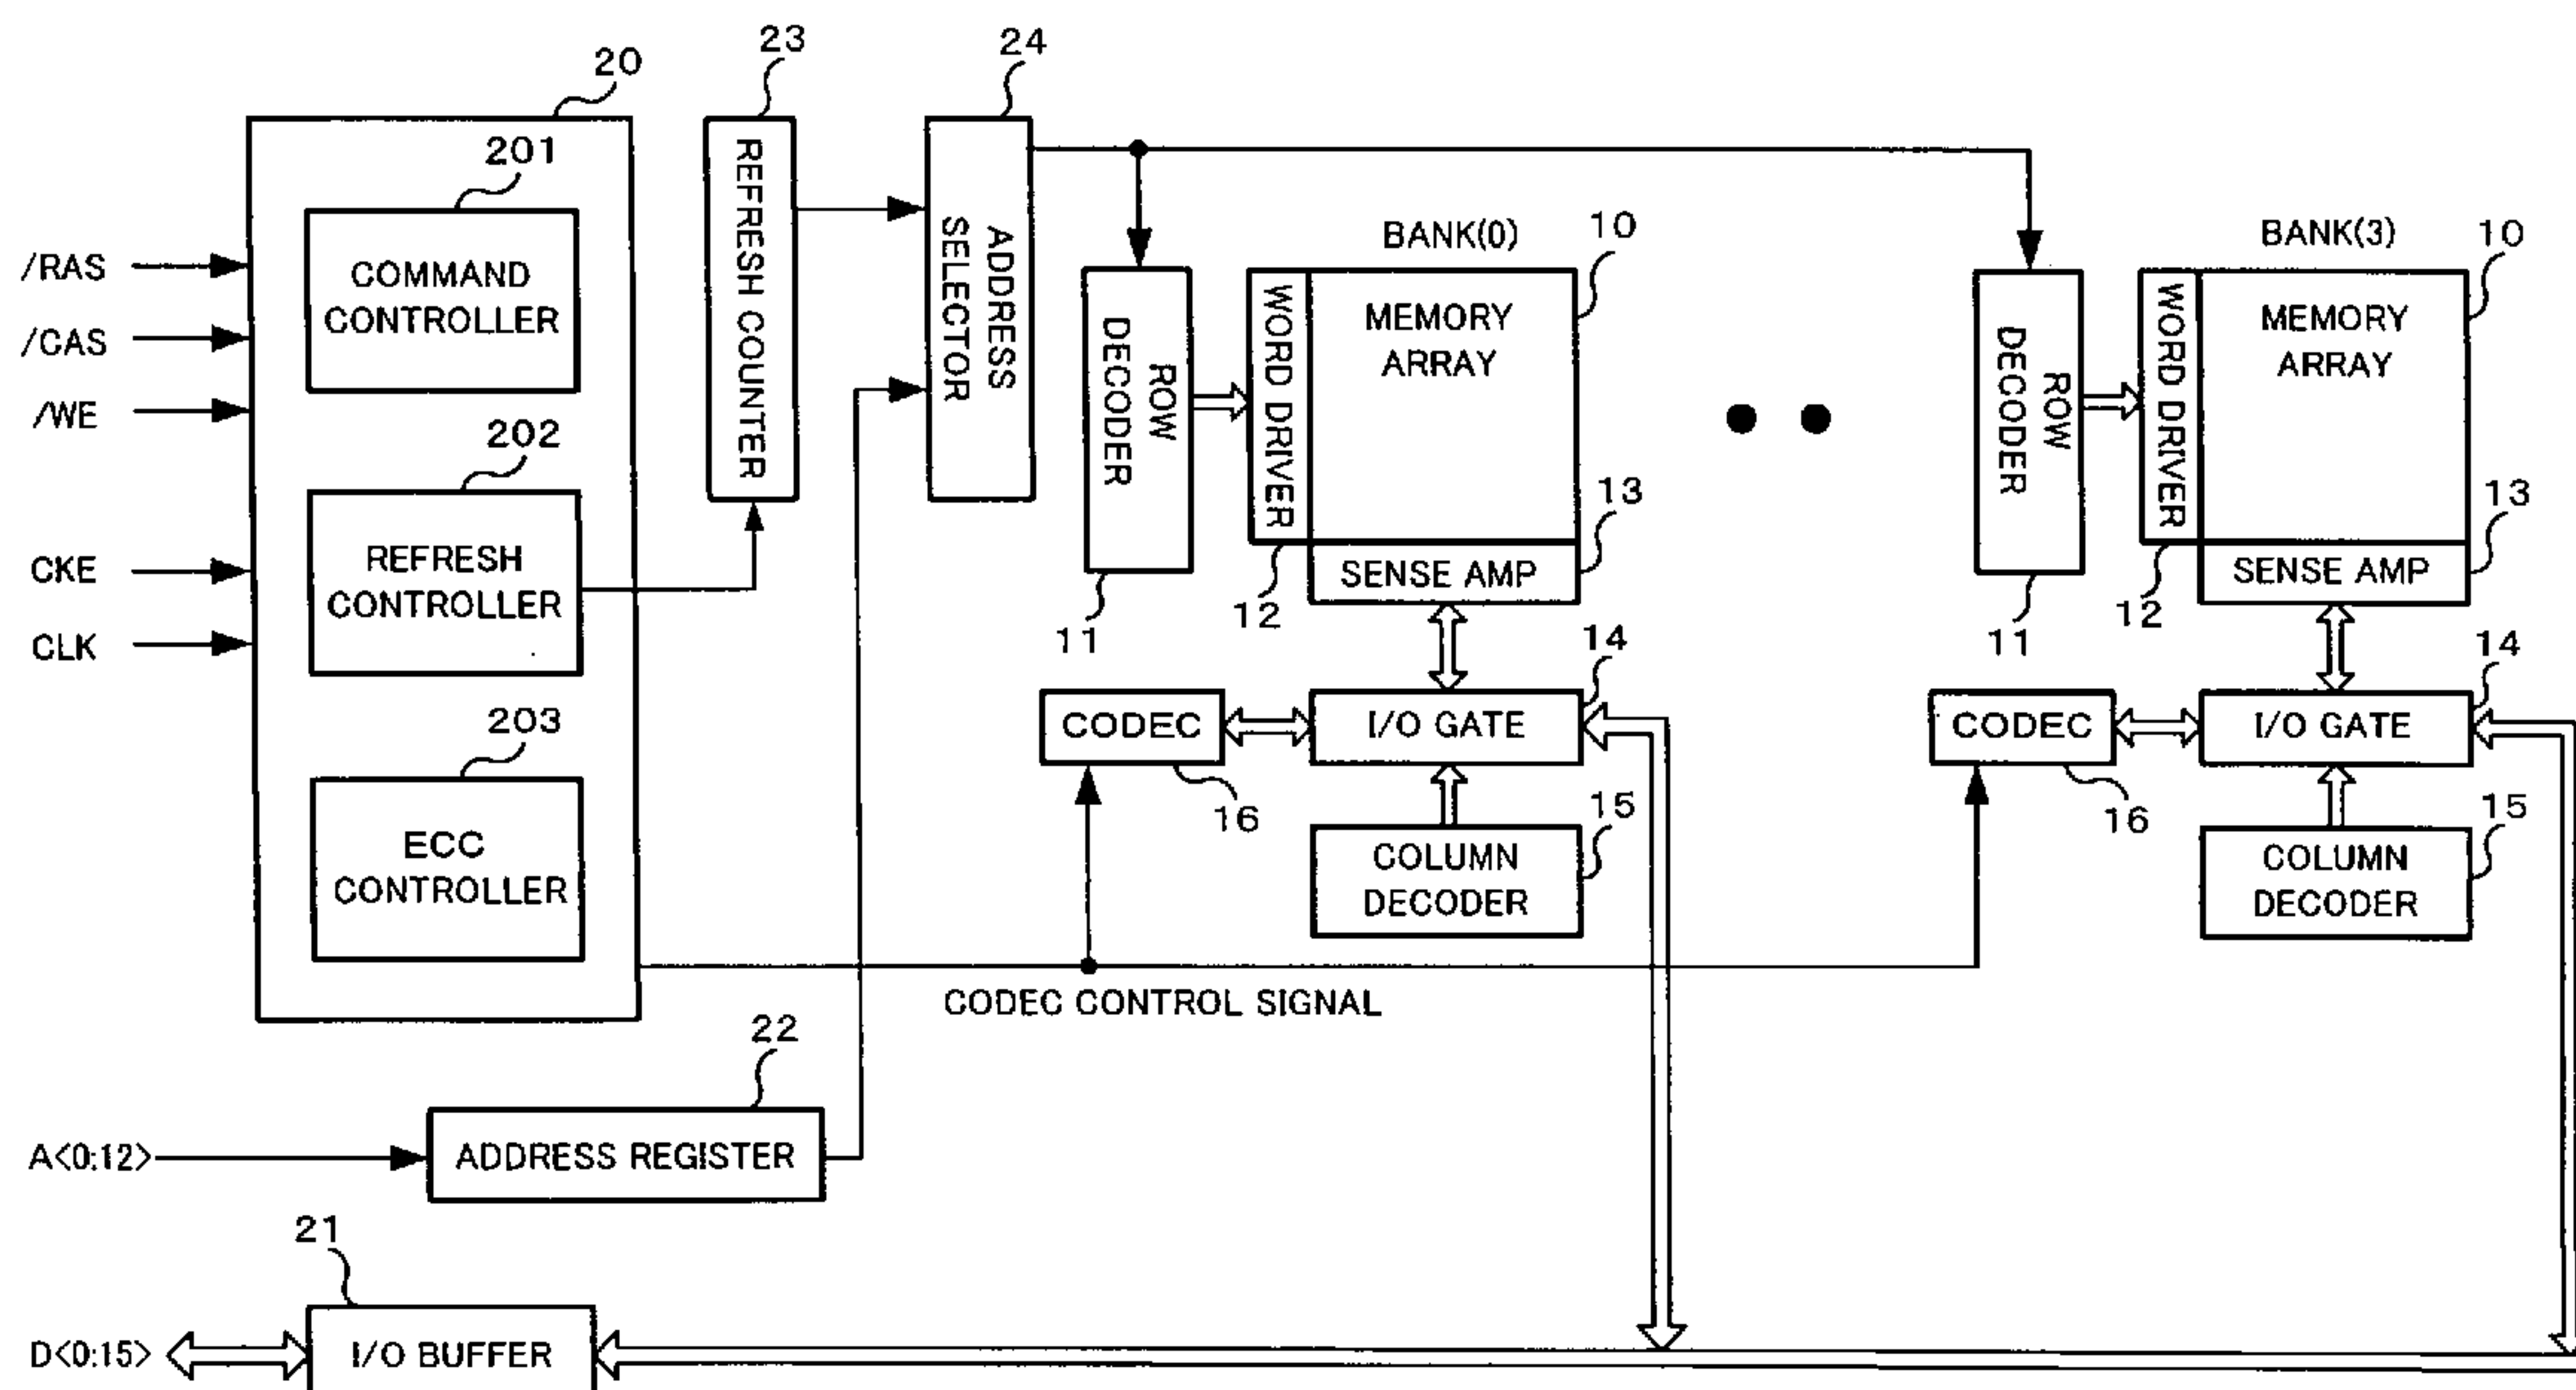 20
23
24
201
COMMAND
CONTROLLER
202
REFRESH
CONTROLLER
203
ECC
CONTROLLER
/RAS
/CAS
/WE
CKE
CLK
REFRESH COUNTER
ADDRESS
SELECTOR
ROW
DECODER
11
BANK(0)
10
WORD DRIVER
MEMORY
ARRAY
12
SENSE AMP
13
CODEC
16
I/O GATE
14
COLUMN
DECODER
15
ROW
DECODER
11
BANK(3)
10
WORD DRIVER
MEMORY
ARRAY
12
SENSE AMP
13
CODEC
16
I/O GATE
14
COLUMN
DECODER
15
CODEC CONTROL SIGNAL
22
A<0:12>
ADDRESS REGISTER
21
D<0:15>
I/O BUFFER